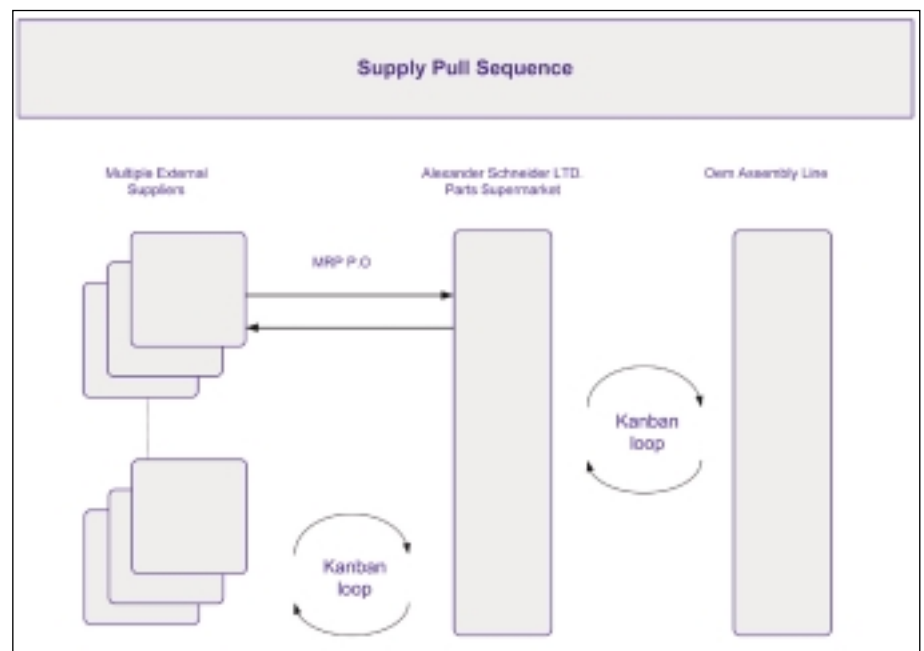 Supply Pull Sequence
Multiple External
Suppliers
Alexander Schneider LTD.
Parts Supermarket
Oem Assembly Line
MRP P.O
Kanban
loop
Kanban
loop